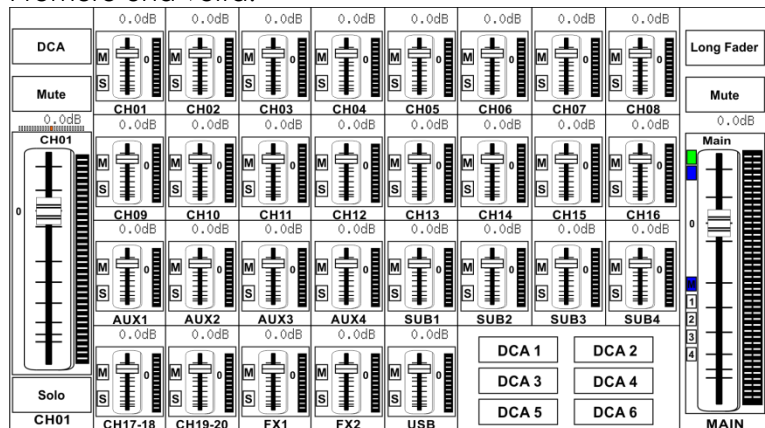 0.0dB 0.0dB 0.0dB 0.0dB 0.0dB 0.0dB 0.0dB 0.0dB
DCA
Long Fader
M 0 M 0 M 0 M 0 M 0 M 0 M 0 M 0
S S S S S S S S
Mute
Mute
CH01 CH02 CH03 CH04 CH05 CH06 CH07 CH08
0.0dB
0.0dB
0.0dB 0.0dB 0.0dB 0.0dB 0.0dB 0.0dB 0.0dB 0.0dB
CH01
Main
M 0 M 0 M 0 M 0 M 0 M 0 M 0 M 0
S S S S S S S S
0
0
CH09 CH10 CH11 CH12 CH13 CH14 CH15 CH16
0.0dB 0.0dB 0.0dB 0.0dB 0.0dB 0.0dB 0.0dB 0.0dB
M 0 M 0 M 0 M 0 M 0 M 0 M 0 M 0
S S S S S S S S
M
1
2
3
4
AUX1 AUX2 AUX3 AUX4 SUB1 SUB2 SUB3 SUB4
0.0dB 0.0dB 0.0dB 0.0dB 0.0dB
DCA 1 DCA 2
M 0 M 0 M 0 M 0 M 0
DCA 3 DCA 4
S S S S S
Solo
DCA 5 DCA 6
CH01
CH17-18 CH19-20 FX1 FX2 USB
MAIN